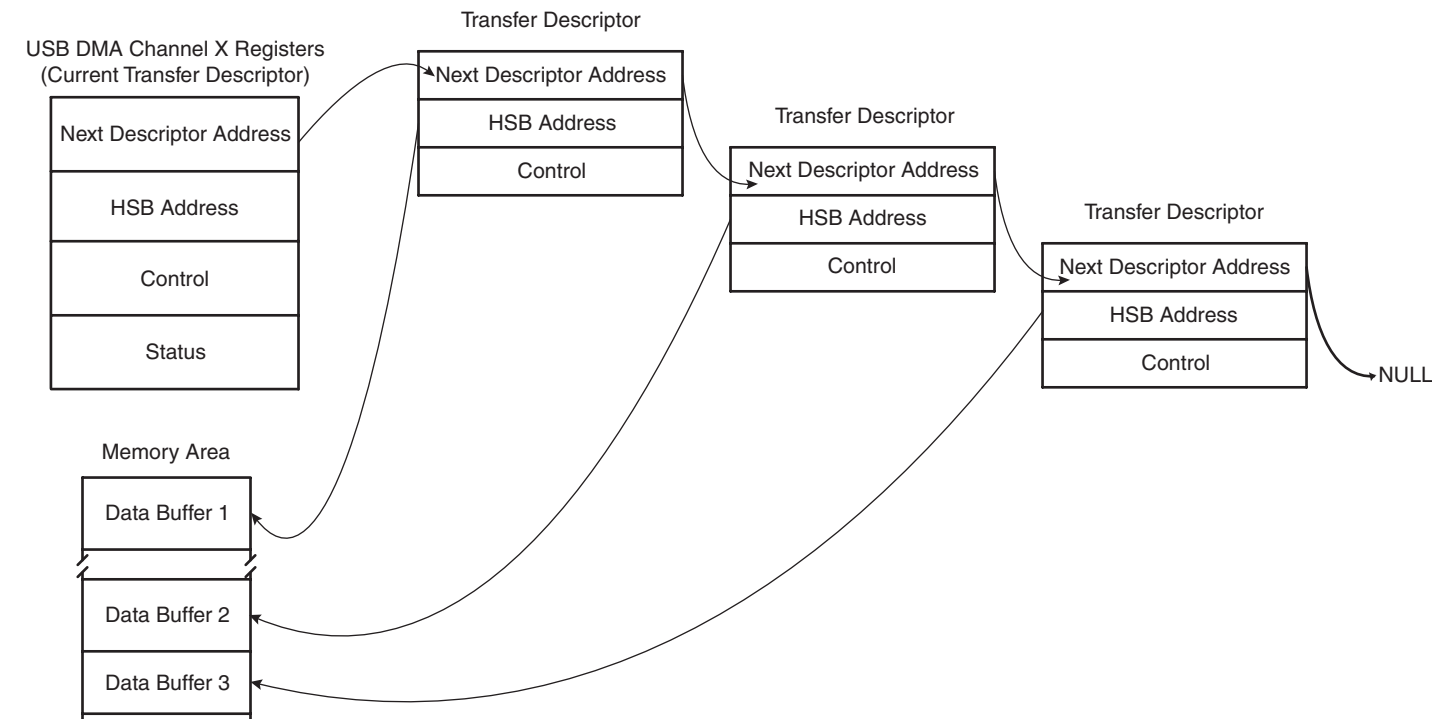 USB DMA Channel X Registers
(Current Transfer Descriptor)
Next Descriptor Address
HSB Address
Control
Status
Transfer Descriptor
Next Descriptor Address
HSB Address
Control
Transfer Descriptor
Next Descriptor Address
HSB Address
Control
Transfer Descriptor
Next Descriptor Address
HSB Address
Control
NULL
Memory Area
Data Buffer 1
Data Buffer 2
Data Buffer 3